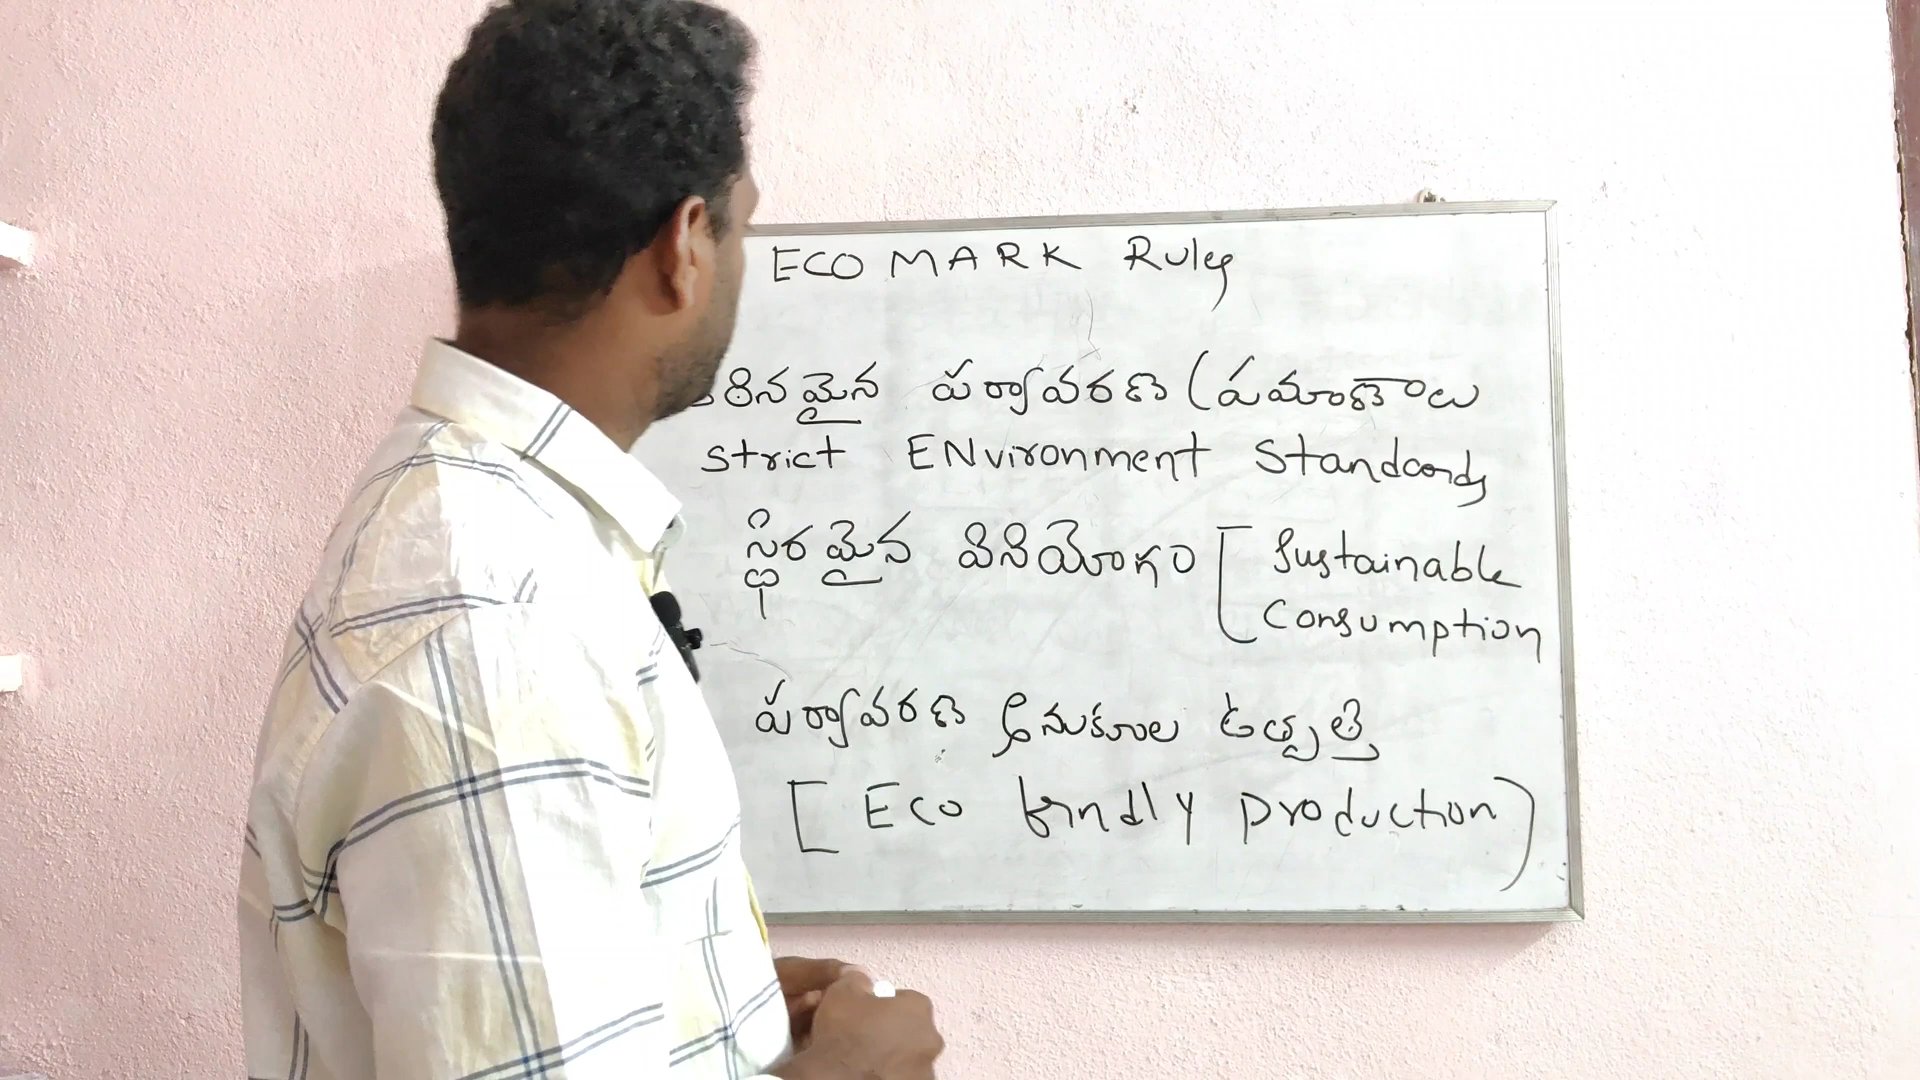 ECO MARK Rules
కఠినమైన పర్యావరణ ప్రమాణాలు
Strict ENvironment Standards
స్థిరమైన వినియోగం [ Sustainable
Consumption
పర్యావరణ అనుకూల ఉత్పత్తి
[ Eco frndly production )